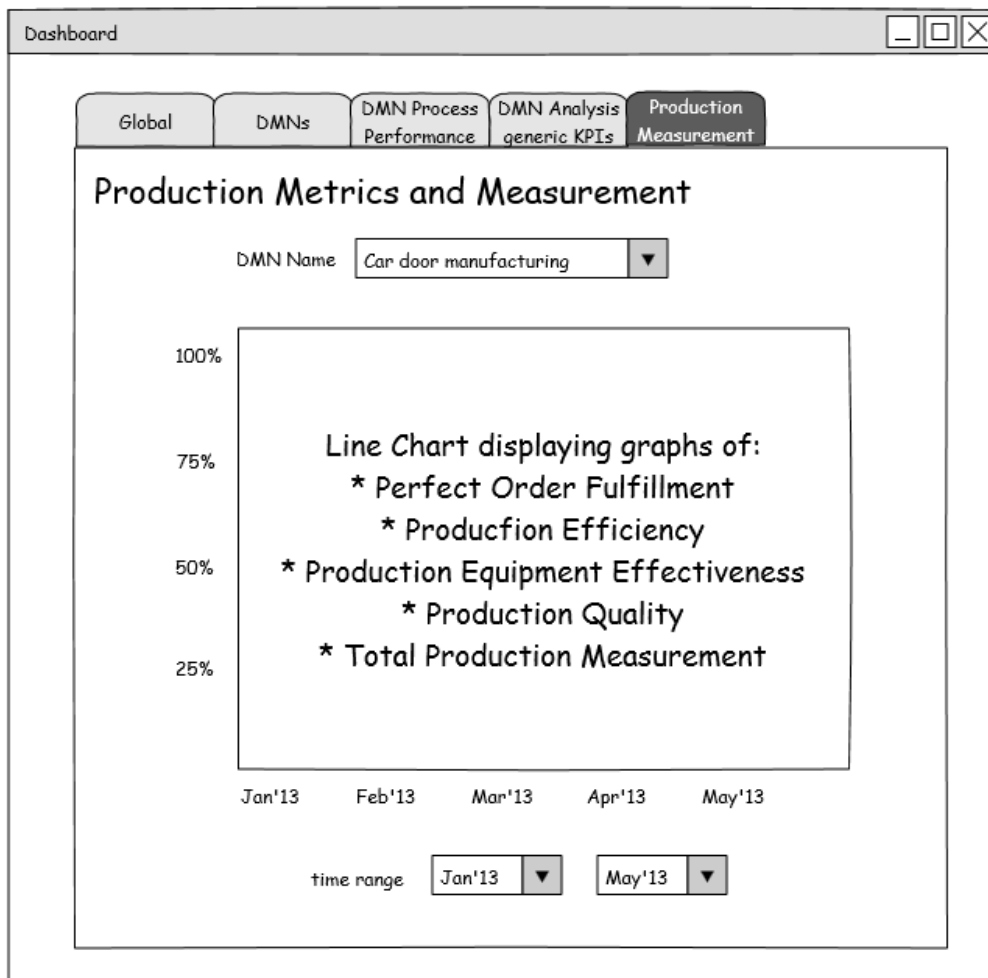 Dashboard
Global
DMNs
DMN Process
Performance
DMN Analysis
generic KPIs
Production
Measurement
Production Metrics and Measurement
DMN Name
Car door manufacturing
100%
75%
50%
25%
Line Chart displaying graphs of:
* Perfect Order Fulfillment
* Producfion Efficiency
* Production Equipment Effectiveness
* Production Quality
* Total Production Measurement
Jan'13 Feb'13 Mar'13 Apr'13 May'13
time range Jan'13 May'13